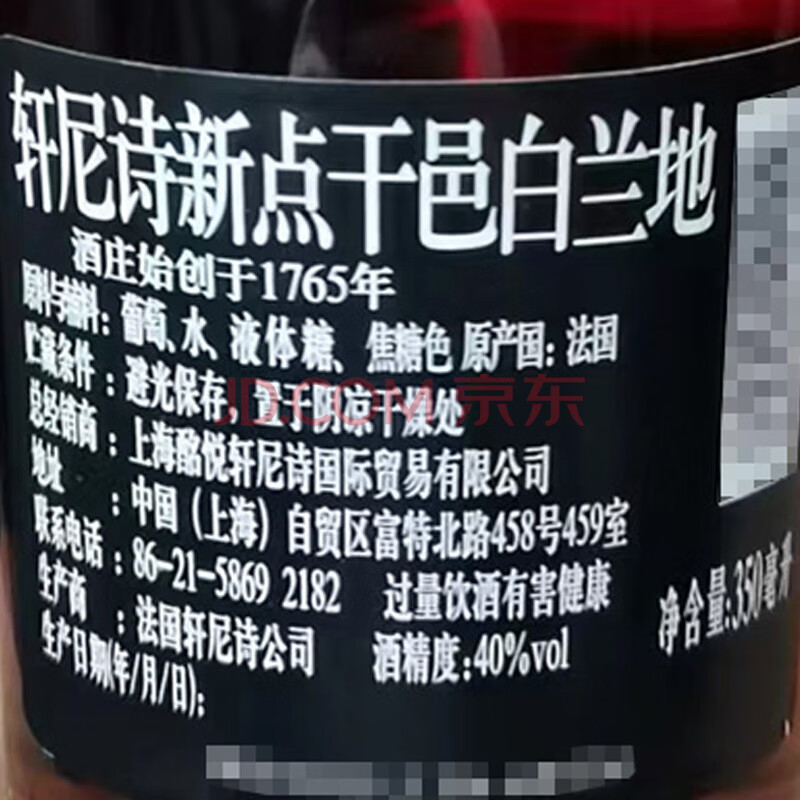 轩尼诗新点干邑白兰地
酒庄始创于1765年
原料与辅料：葡萄、水、液体糖、焦糖色 原产国：法国
贮藏条件：避光保存，置于阴凉干燥处
JD.COM 京东
总经销商：上海酩悦轩尼诗国际贸易有限公司
地址：中国（上海）自贸区富特北路458号459室
联系电话：86-21-5869 2182 过量饮酒有害健康
生产商：法国轩尼诗公司 酒精度：40%vol
净含量：350毫升
生产日期(年/月/日)：